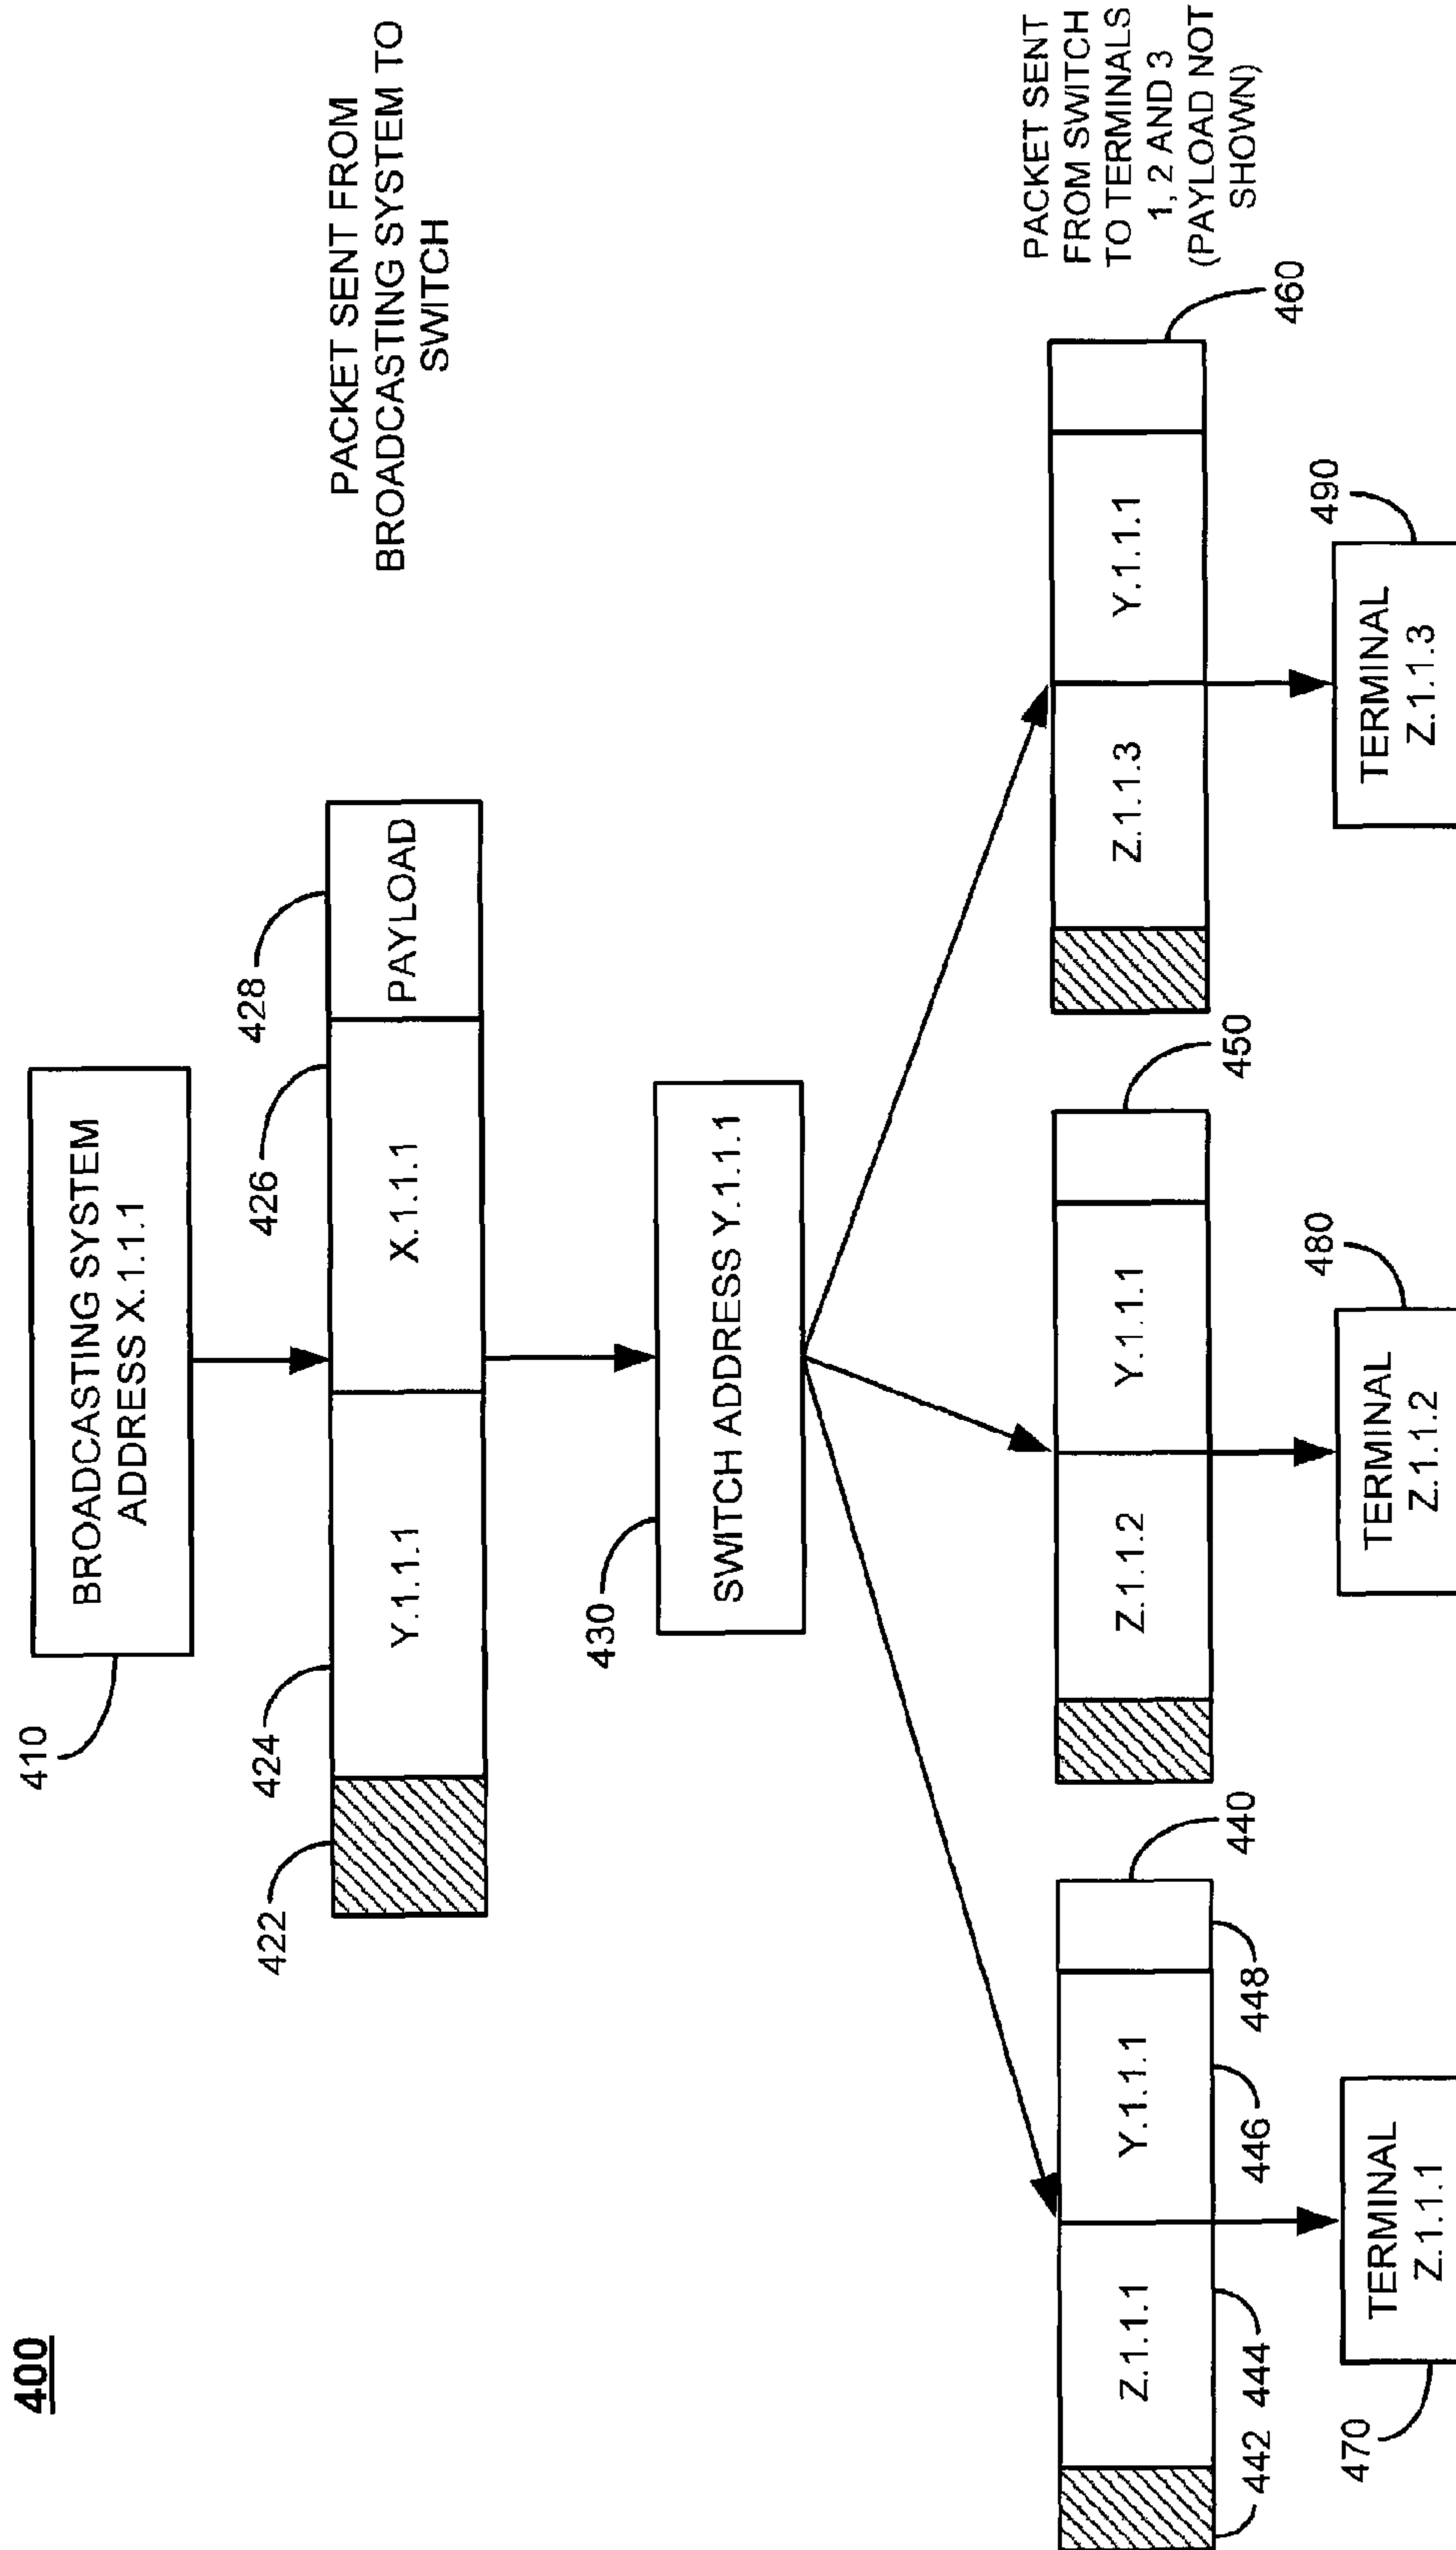 400
410
BROADCASTING SYSTEM
ADDRESS X.1.1.1
422
424
426
428
Y.1.1.1
X.1.1.1
PAYLOAD
PACKET SENT FROM
BROADCASTING SYSTEM TO
SWITCH
430
SWITCH ADDRESS Y.1.1.1
PACKET SENT
FROM SWITCH
TO TERMINALS
1, 2 AND 3
(PAYLOAD NOT
SHOWN)
Z.1.1.1
Y.1.1.1
440
442
444
446
448
Z.1.1.2
Y.1.1.1
450
Z.1.1.3
Y.1.1.1
460
470
TERMINAL
Z.1.1.1
480
TERMINAL
Z.1.1.2
490
TERMINAL
Z.1.1.3